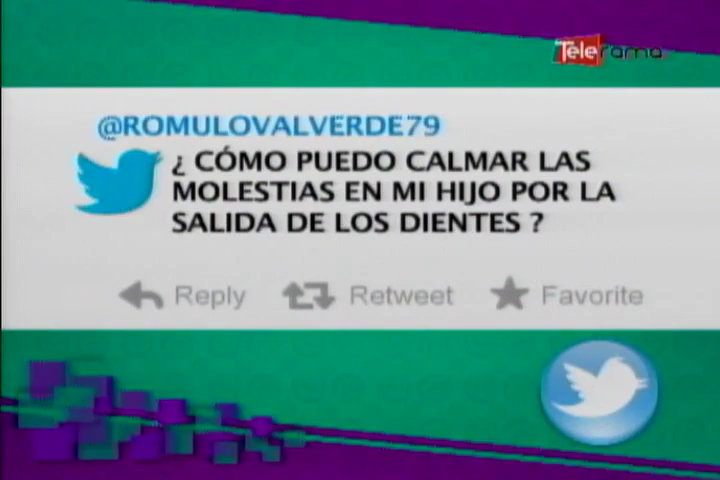 Telerama
@ROMULOVALVERDE79
¿ CÓMO PUEDO CALMAR LAS
MOLESTIAS EN MI HIJO POR LA
SALIDA DE LOS DIENTES ?
Reply Retweet Favorite